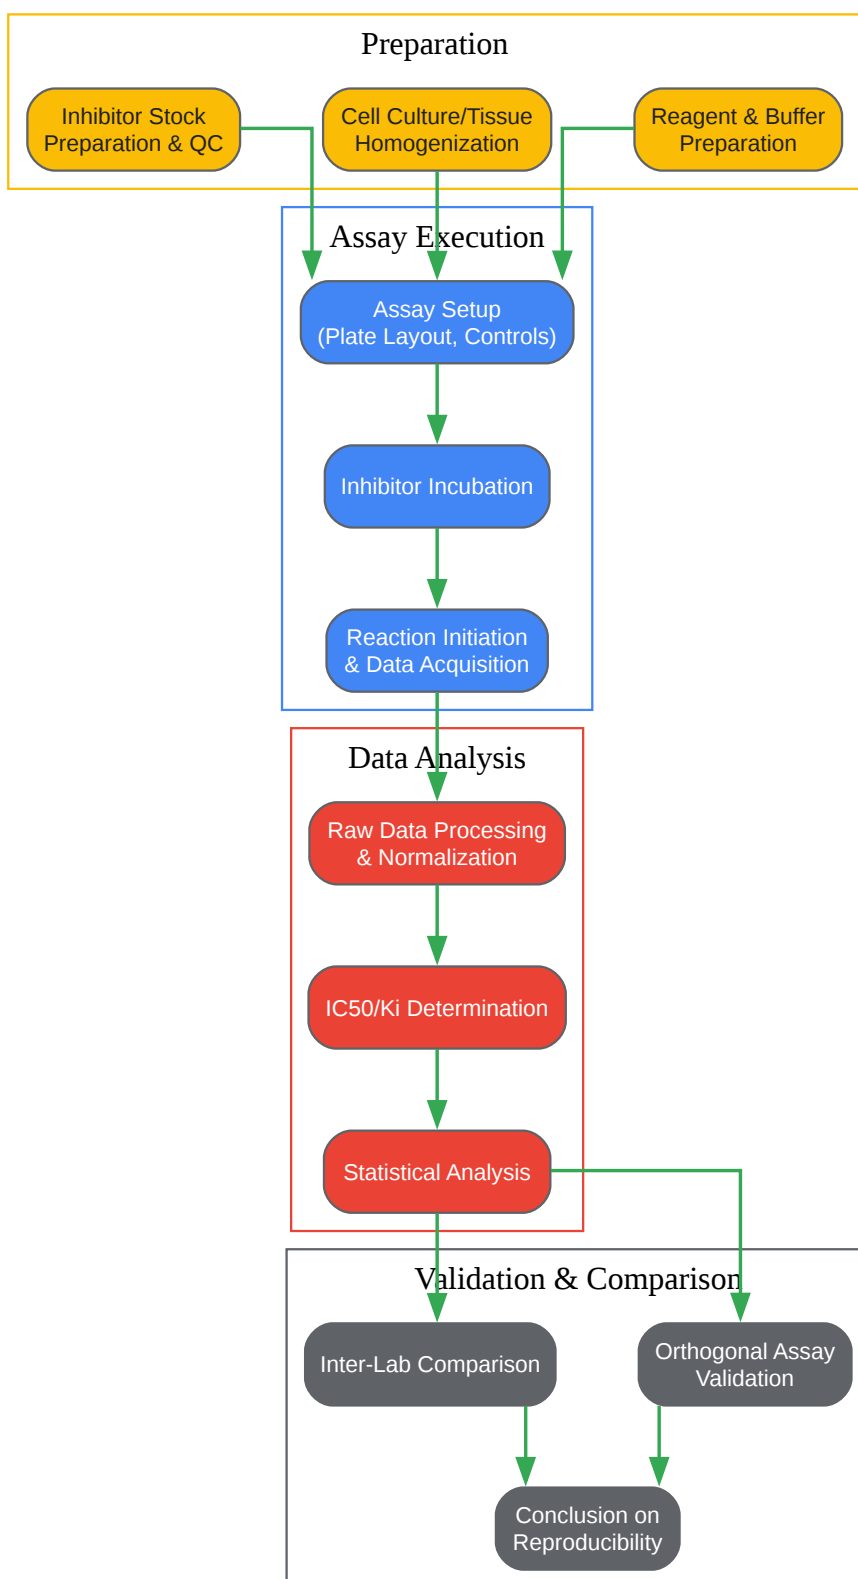 Preparation
Inhibitor Stock
Preparation & QC
Cell Culture/Tissue
Homogenization
Reagent & Buffer
Preparation
Assay Execution
Assay Setup
(Plate Layout, Controls)
Inhibitor Incubation
Reaction Initiation
& Data Acquisition
Data Analysis
Raw Data Processing
& Normalization
IC50/Ki Determination
Statistical Analysis
Validation & Comparison
Inter-Lab Comparison
Orthogonal Assay
Validation
Conclusion on
Reproducibility